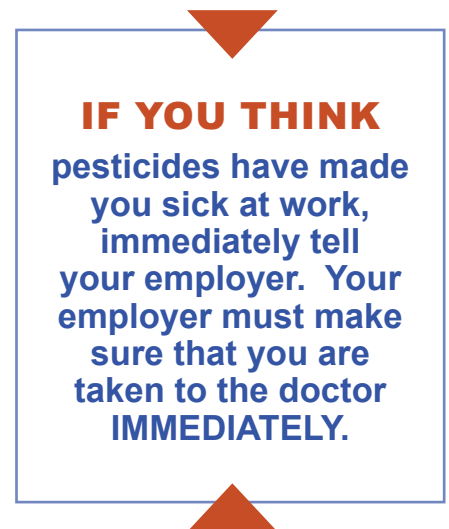 IF YOU THINK
pesticides have made
you sick at work,
immediately tell
your employer.  Your
employer must make
sure that you are
taken to the doctor
IMMEDIATELY.